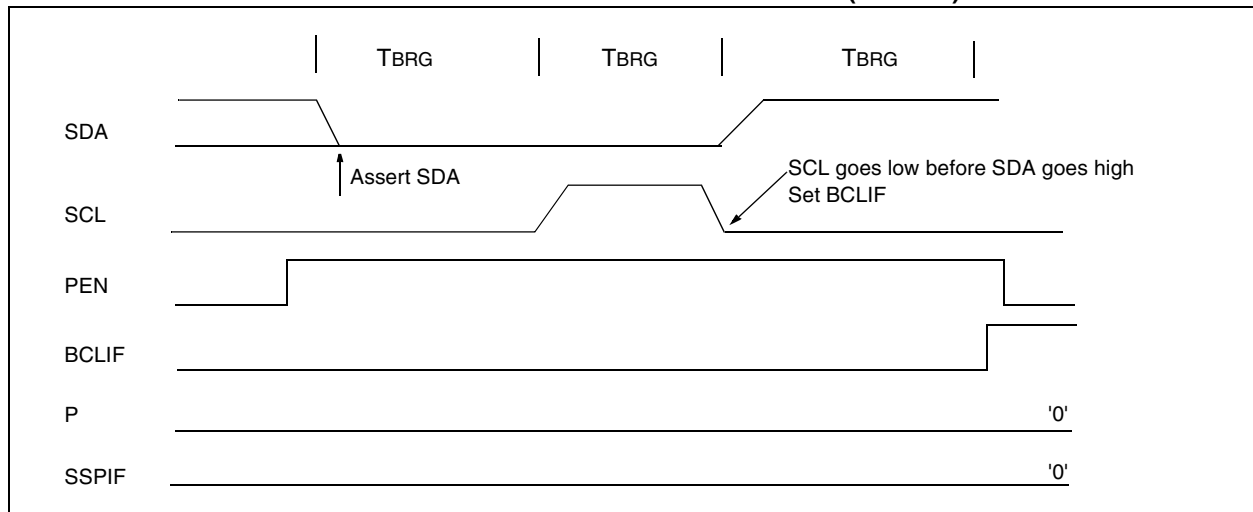 TBRG TBRG TBRG
SDA
Assert SDA
SCL goes low before SDA goes high
Set BCLIF
SCL
PEN
BCLIF
P '0'
SSPIF '0'